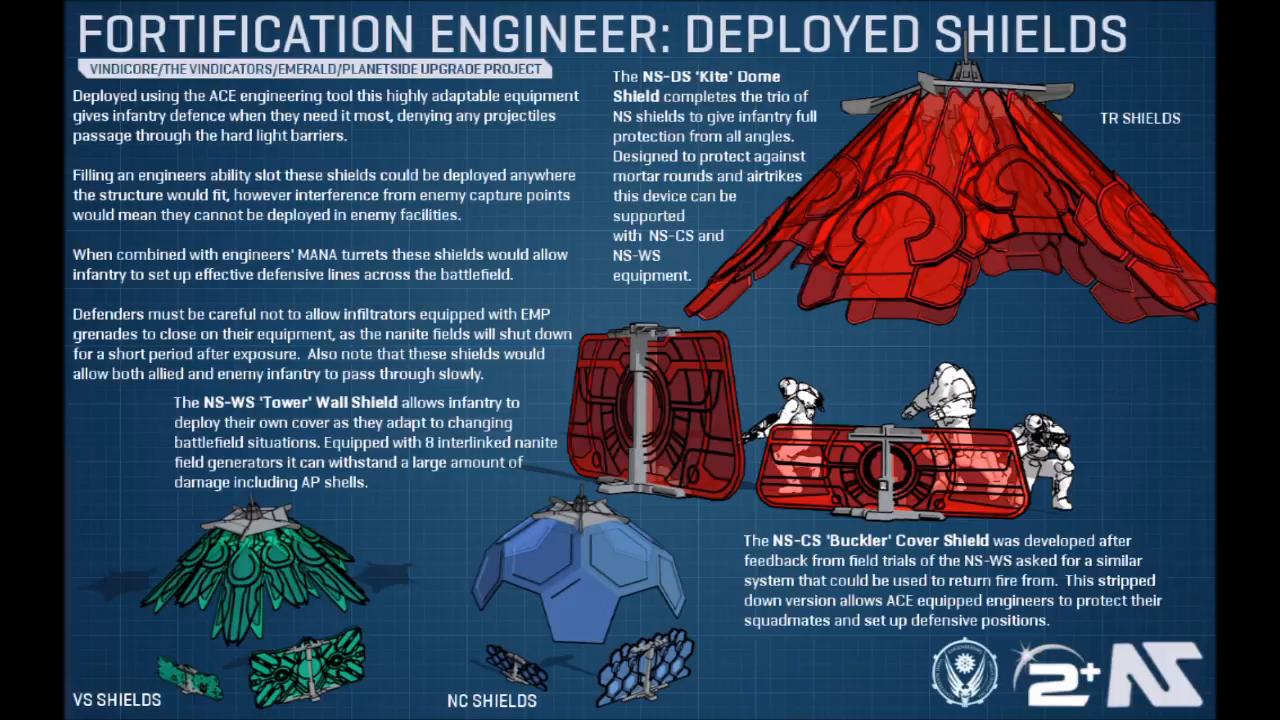 FORTIFICATION ENGINEER: DEPLOYED SHIELDS
VINDICORE/THE VINDICATORS/EMERALD/PLANETSIDE UPGRADE PROJECT
Deployed using the ACE engineering tool this highly adaptable equipment
gives infantry defence when they need it most, denying any projectiles
passage through the hard light barriers.
Filling an engineers ability slot these shields could be deployed anywhere
the structure would fit, however interference from enemy capture points
would mean they cannot be deployed in enemy facilities.
When combined with engineers' MANA turrets these shields would allow
infantry to set up effective defensive lines across the battlefield.
Defenders must be careful not to allow infiltrators equipped with EMP
grenades to close on their equipment, as the nanite fields will shut down
for a short period after exposure. Also note that these shields would
allow both allied and enemy infantry to pass through slowly.
The NS-WS 'Tower' Wall Shield allows infantry to
deploy their own cover as they adapt to changing
battlefield situations. Equipped with 8 interlinked nanite
field generators it can withstand a large amount of
damage including AP shells.
The NS-DS 'Kite' Dome
Shield completes the trio of
NS shields to give infantry full
protection from all angles.
Designed to protect against
mortar rounds and airtrikes
this device can be
supported
with NS-CS and
NS-WS
equipment.
TR SHIELDS
The NS-CS 'Buckler' Cover Shield was developed after
feedback from field trials of the NS-WS asked for a similar
system that could be used to return fire from. This stripped
down version allows ACE equipped engineers to protect their
squadmates and set up defensive positions.
VS SHIELDS
NC SHIELDS
2+
NS